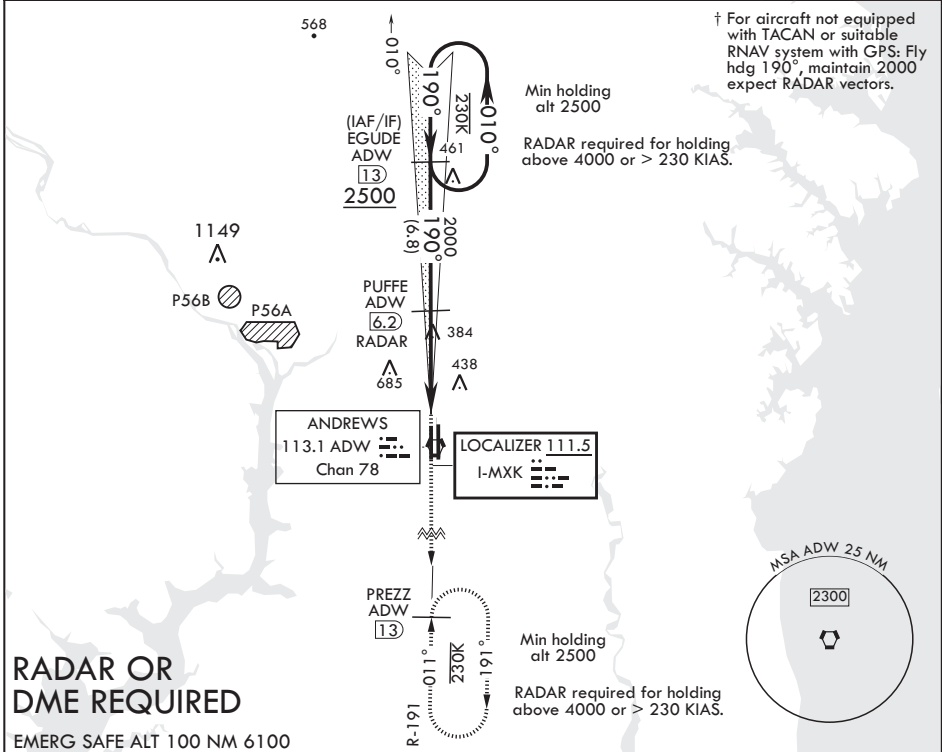 568
010°
† For aircraft not equipped
with TACAN or suitable
RNAV system with GPS: Fly
hdg 190°, maintain 2000
expect RADAR vectors.
190°
230K
010°
Min holding
alt 2500
RADAR required for holding
above 4000 or > 230 KIAS.
(IAF/IF)
EGUDE
ADW
13
2500
461
2000
190°
(6.8)
1149
P56B
P56A
PUFFE
ADW
6.2
RADAR
384
685
438
ANDREWS
113.1 ADW
Chan 78
LOCALIZER 111.5
I-MXK
MSA ADW 25 NM
2300
PREZZ
ADW
13
011°
230K
191°
R-191
Min holding
alt 2500
RADAR required for holding
above 4000 or > 230 KIAS.
RADAR OR
DME REQUIRED
EMERG SAFE ALT 100 NM 6100